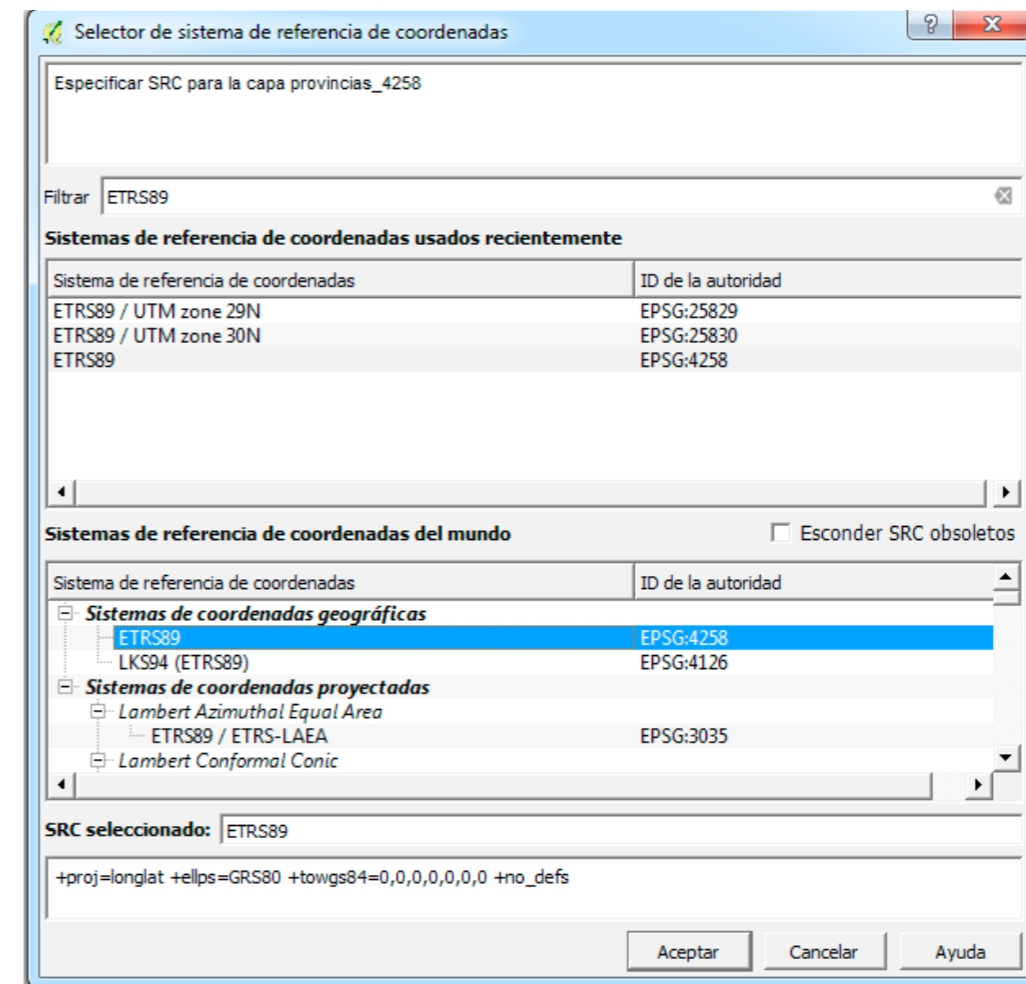 Selector de sistema de referencia de coordenadas
Especificar SRC para la capa provincias_4258
Filtrar ETRS89
Sistemas de referencia de coordenadas usados recientemente
Sistema de referencia de coordenadas ID de la autoridad
ETRS89 / UTM zone 29N EPSG:25829
ETRS89 / UTM zone 30N EPSG:25830
ETRS89 EPSG:4258
Sistemas de referencia de coordenadas del mundo Esconder SRC obsoletos
Sistema de referencia de coordenadas ID de la autoridad
Sistemas de coordenadas geográficas
ETRS89 EPSG:4258
LKS94 (ETRS89) EPSG:4126
Sistemas de coordenadas proyectadas
Lambert Azimuthal Equal Area
ETRS89 / ETRS-LAEA EPSG:3035
Lambert Conformal Conic
SRC seleccionado: ETRS89
+proj=longlat +ellps=GRS80 +towgs84=0,0,0,0,0,0,0 +no_defs
Aceptar Cancelar Ayuda